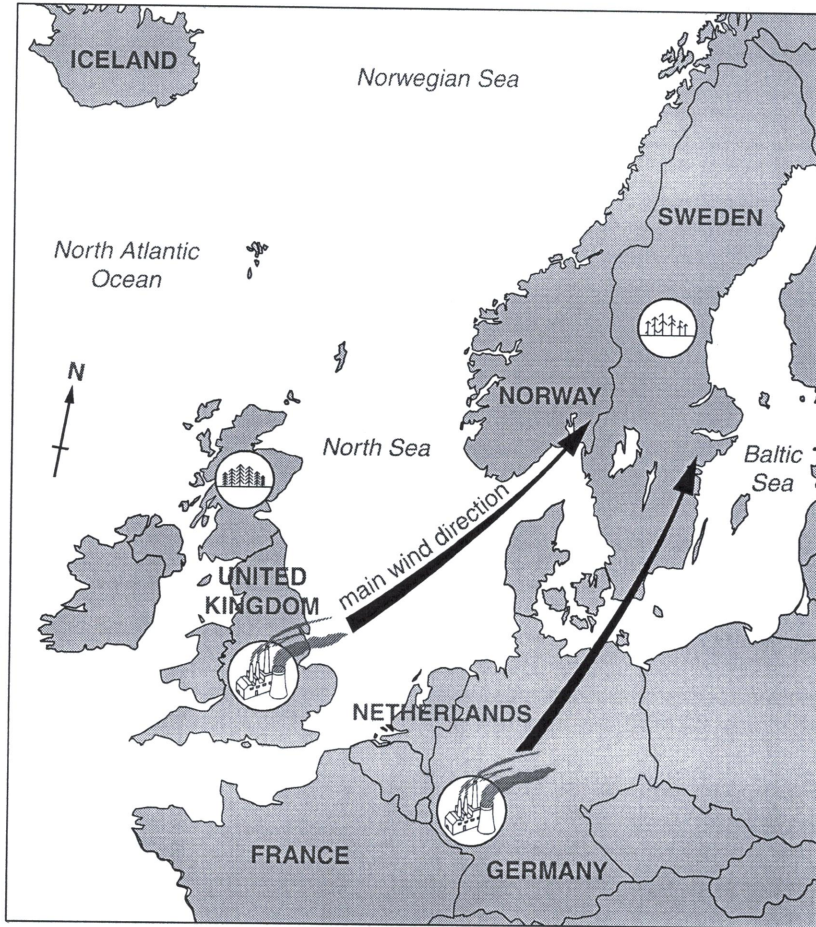 ICELAND
Norwegian Sea
SWEDEN
North Atlantic
Ocean
N
NORWAY
North Sea
Baltic
Sea
main wind direction
UNITED
KINGDOM
NETHERLANDS
FRANCE
GERMANY